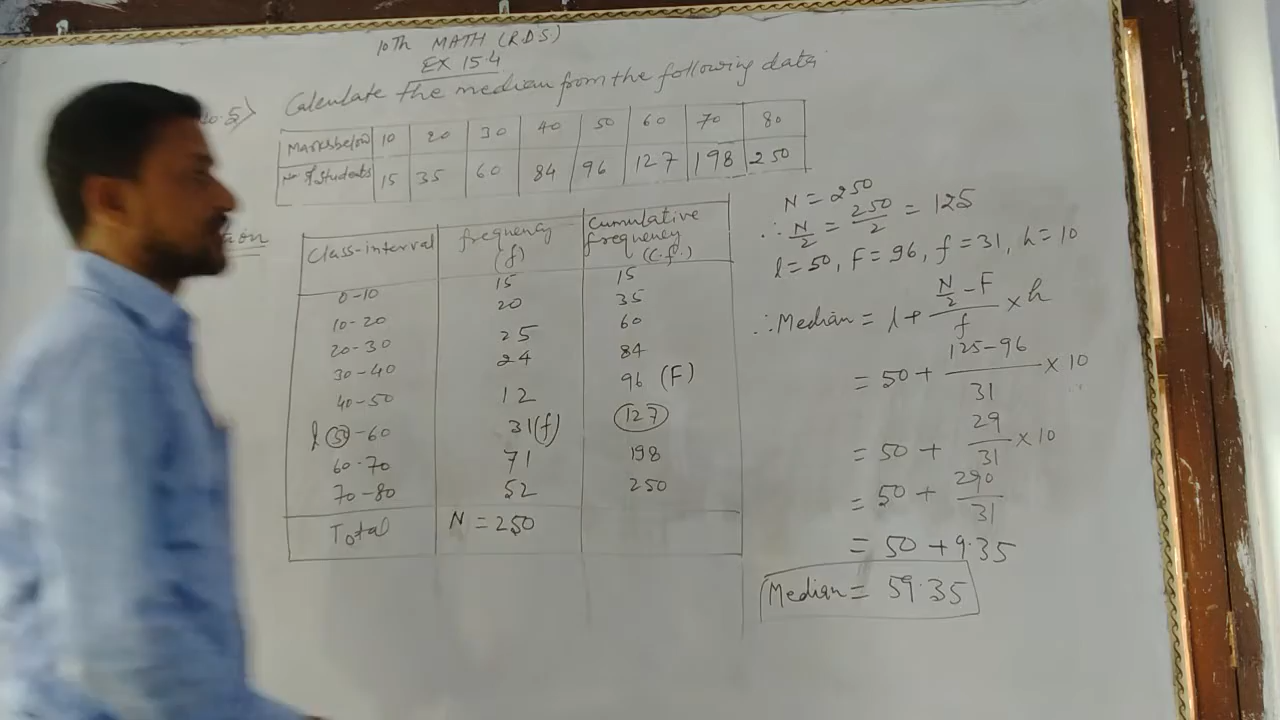 10Th MATH (R.D.S)
EX 15.4
Calculate the median from the following data
Marks below 10 20 30 40 50 60 70 80
No. of students 15 35 60 84 96 127 198 250
Class-interval frequency (f) Cumulative frequency (c.f.)
0-10 15 15
10-20 20 35
20-30 25 60
30-40 24 84
40-50 12 96 (F)
l 50-60 31(f) 127
60-70 71 198
70-80 52 250
Total N = 250
N = 250
∴ N/2 = 250/2 = 125
l = 50, F = 96, f = 31, h = 10
∴ Median = l + (N/2 - F)/f × h
= 50 + (125-96)/31 × 10
= 50 + 29/31 × 10
= 50 + 290/31
= 50 + 9.35
Median = 59.35